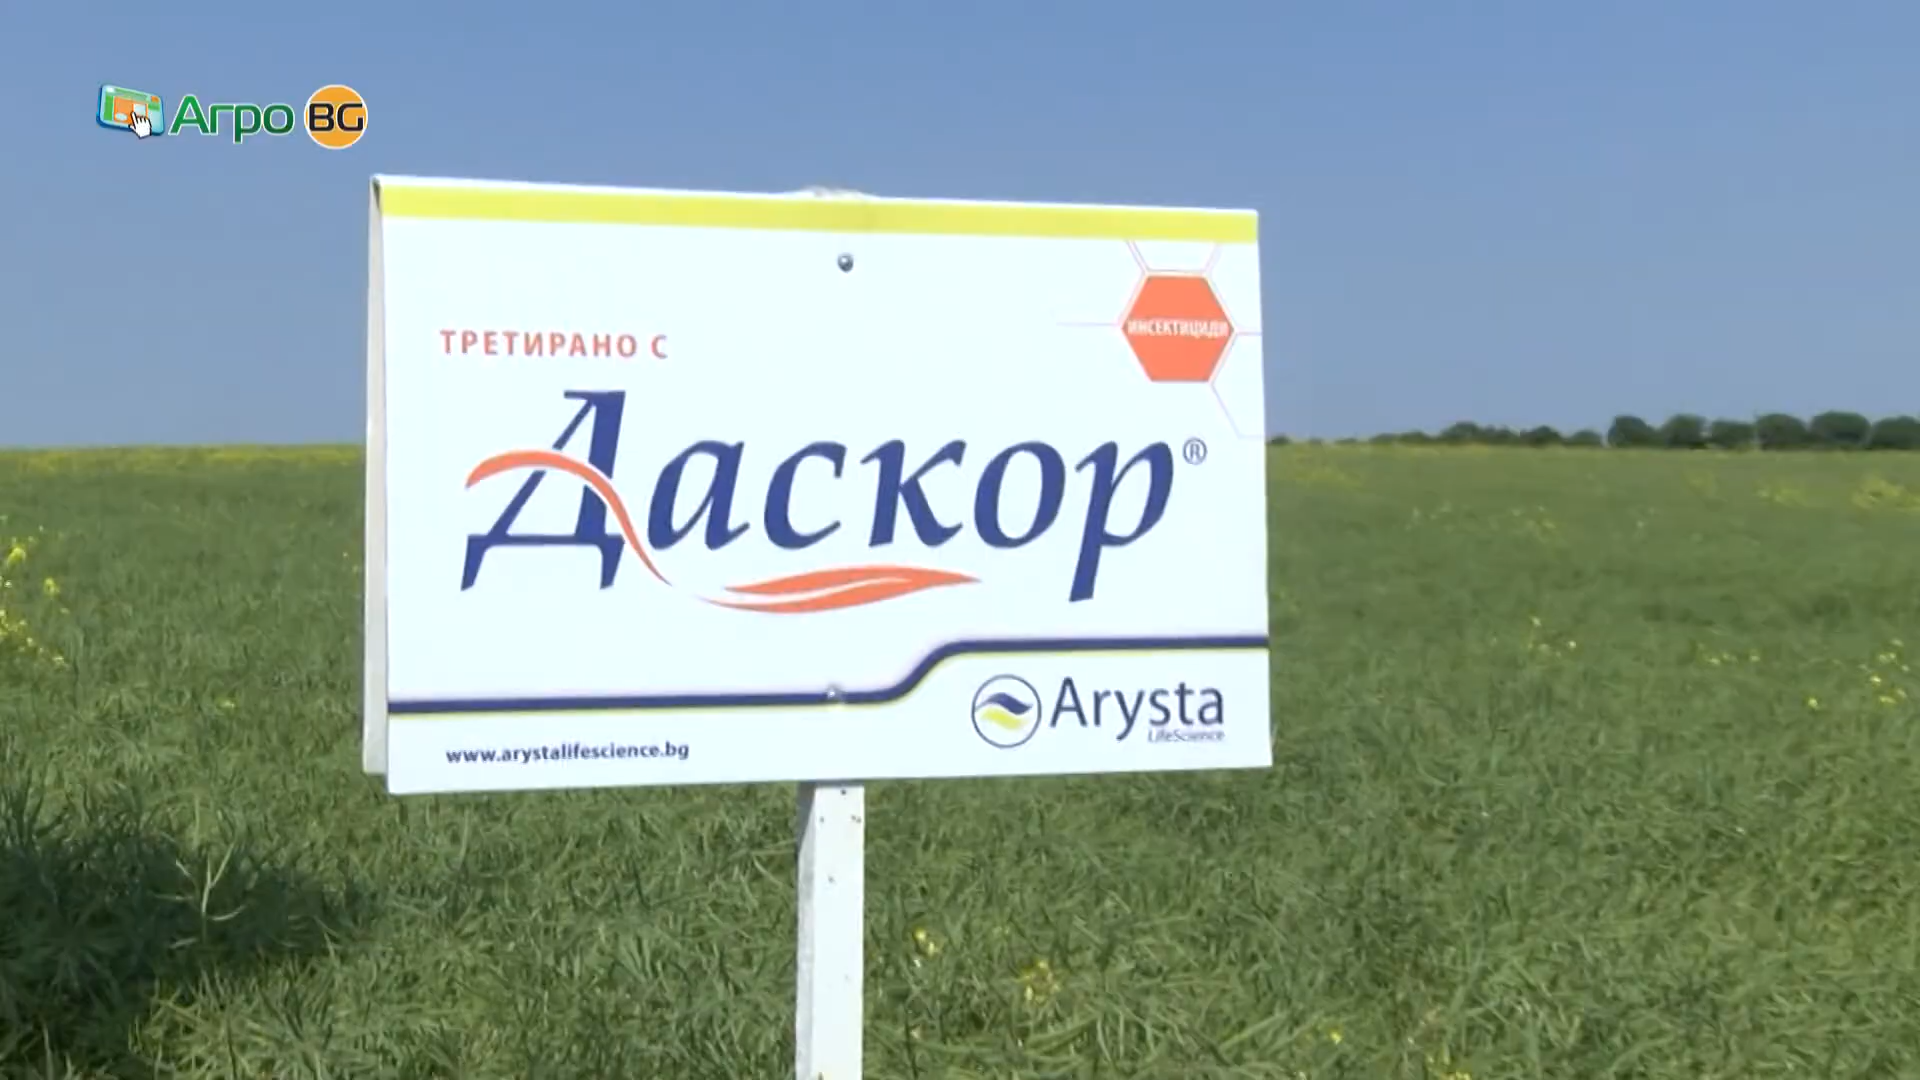 Агро BG
ИНСЕКТИЦИДИ
ТРЕТИРАНО С
Даскор®
Arysta
LifeScience
www.arystalifescience.bg